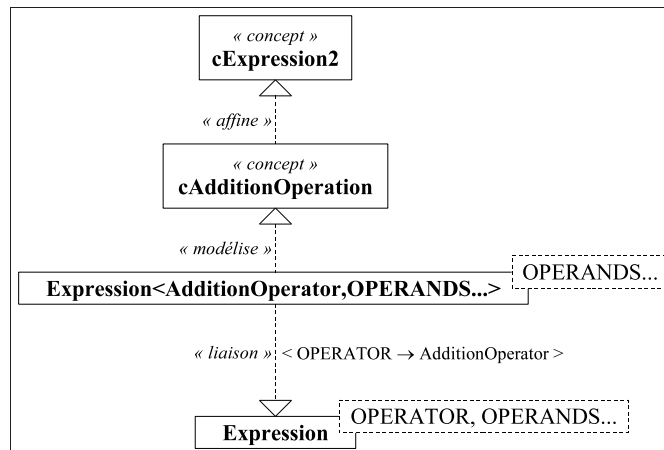 « concept »
cExpression2
« affine »
« concept »
cAdditionOperation
« modélise »
OPERANDS...
Expression<AdditionOperator,OPERANDS...>
« liaison » < OPERATOR → AdditionOperator >
OPERATOR, OPERANDS...
Expression